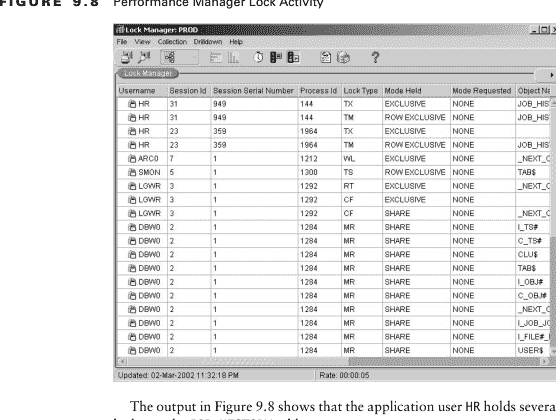 FIGURE 9.8 Performance Manager Lock Activity
Lock Manager: PROD
File View Collection Drilldown Help
Lock Manager
Username Session Id Session Serial Number Process Id Lock Type Mode Held Mode Requested Object Na
HR 31 949 144 TX EXCLUSIVE NONE JOB_HIS
HR 31 949 144 TM ROW EXCLUSIVE NONE JOB_HIS
HR 23 359 1964 TX EXCLUSIVE NONE
HR 23 359 1964 TM ROW EXCLUSIVE NONE JOB_HIS
ARC0 7 1 1212 WL EXCLUSIVE NONE _NEXT_O
SMON 5 1 1300 TS ROW EXCLUSIVE NONE TAB$
LGWR 3 1 1292 RT EXCLUSIVE NONE _NEXT_O
LGWR 3 1 1292 CF EXCLUSIVE NONE
LGWR 3 1 1292 CF SHARE NONE _NEXT_O
DBW0 2 1 1284 MR SHARE NONE I_TS#
DBW0 2 1 1284 MR SHARE NONE C_TS#
DBW0 2 1 1284 MR SHARE NONE CLU$
DBW0 2 1 1284 MR SHARE NONE TAB$
DBW0 2 1 1284 MR SHARE NONE I_OBJ#
DBW0 2 1 1284 MR SHARE NONE C_OBJ#
DBW0 2 1 1284 MR SHARE NONE _NEXT_O
DBW0 2 1 1284 MR SHARE NONE I_JOB_JO
DBW0 2 1 1284 MR SHARE NONE I_FILE#_
DBW0 2 1 1284 MR SHARE NONE USER$
Updated: 02-Mar-2002 11:32:18 PM Rate: 00:00:05
The output in Figure 9.8 shows that the application user HR holds severa